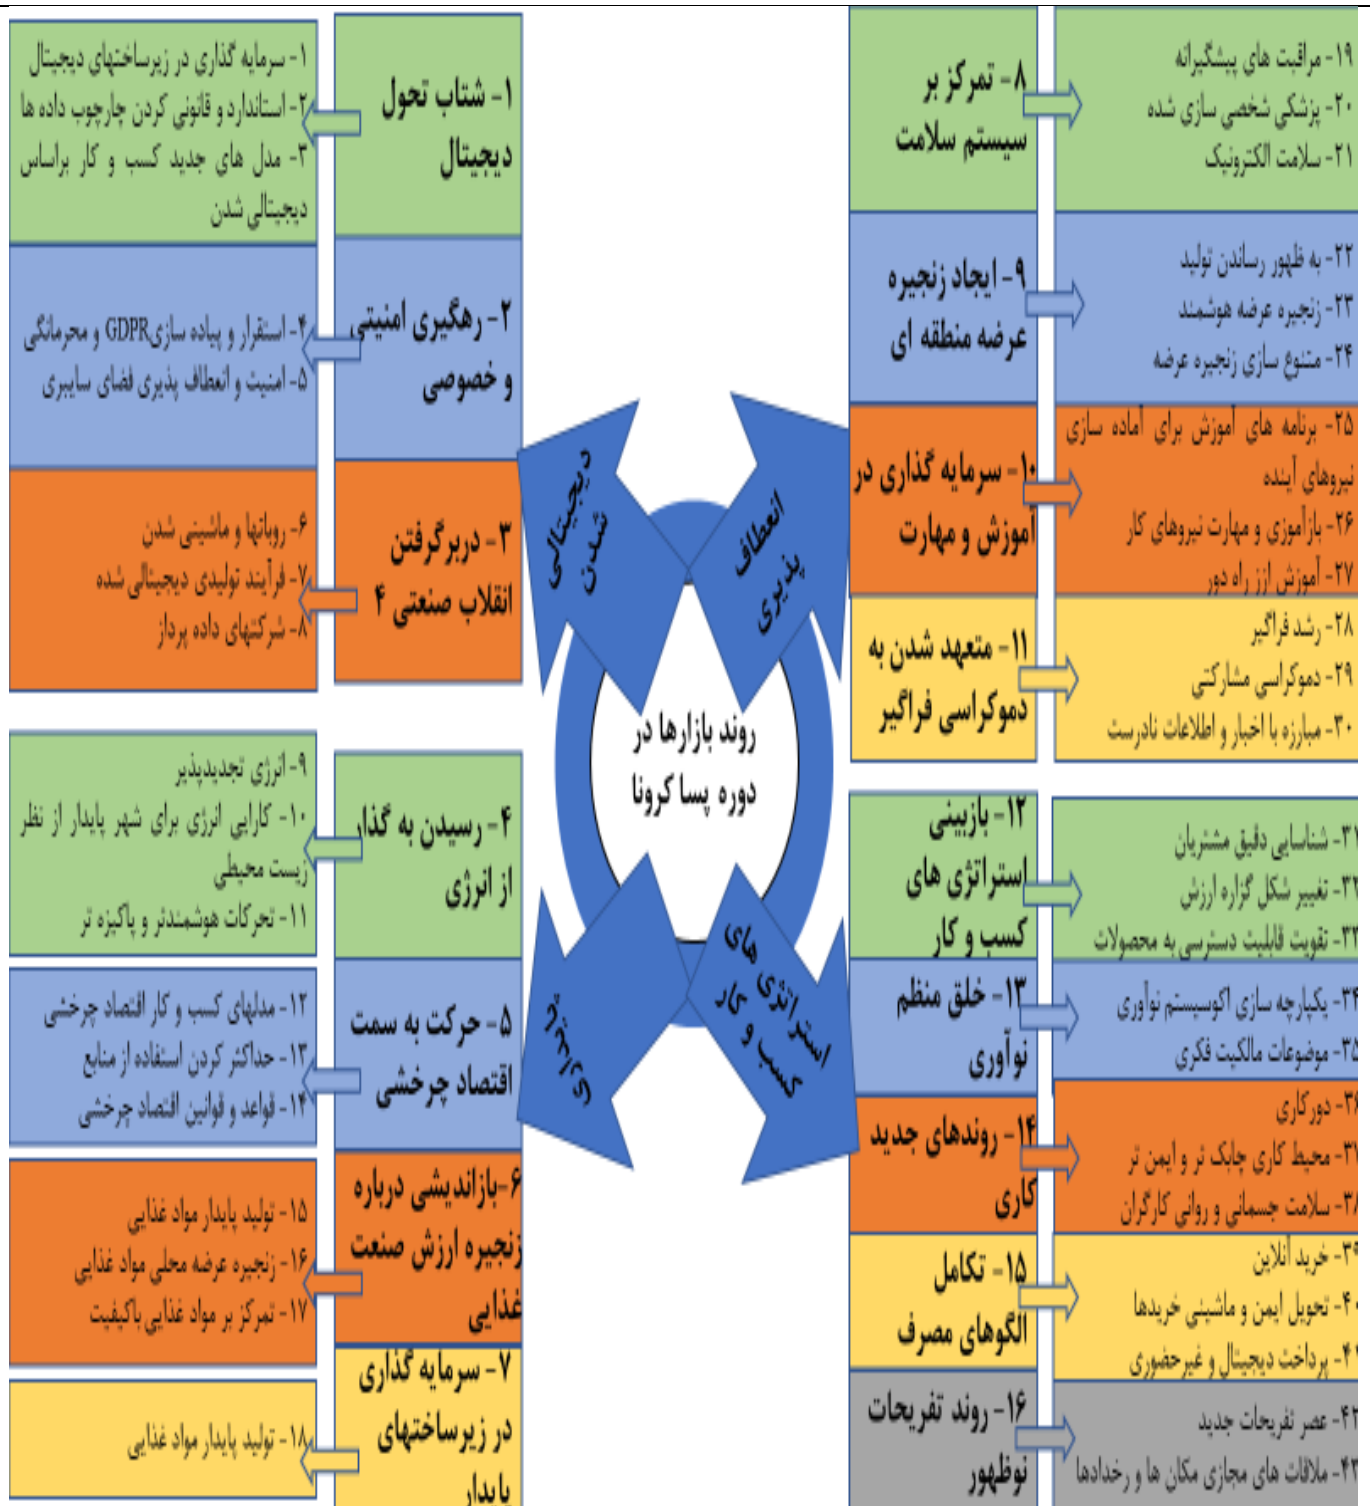 ۱- شتاب تحول
دیجیتال
۱- سرمایه گذاری در زیرساختهای دیجیتال
۲- استاندارد و قانونی کردن چارچوب داده ها
۳- مدل های جدید کسب و کار براساس
دیجیتالی شدن
۲- رهگیری امنیتی
و خصوصی
۴- استقرار و پیاده سازی GDPR و محرمانگی
۵- امنیت و انعطاف پذیری فضای سایبری
۳- دربرگرفتن
انقلاب صنعتی ۴
۶- روباتها و ماشینی شدن
۷- فرآیند تولیدی دیجیتالی شده
۸- شرکتهای داده پرداز
۴- رسیدن به گذار
از انرژی
۹- انرژی تجدیدپذیر
۱۰- کارایی انرژی برای شهر پایدار از نظر
زیست محیطی
۱۱- تحرکات هوشمندتر و پاکیزه تر
۵- حرکت به سمت
اقتصاد چرخشی
۱۲- مدلهای کسب و کار اقتصاد چرخشی
۱۳- حداکثر کردن استفاده از منابع
۱۴- قواعد و قوانین اقتصاد چرخشی
۶-بازاندیشی درباره
زنجیره ارزش صنعت
غذایی
۱۵- تولید پایدار مواد غذایی
۱۶- زنجیره عرضه محلی مواد غذایی
۱۷- تمرکز بر مواد غذایی باکیفیت
۷- سرمایه گذاری
در زیرساختهای
پایدار
۱۸- تولید پایدار مواد غذایی
دیجیتالی
شدن
انعطاف
پذیری
روند بازارها در
دوره پسا کرونا
استراتژی های
کسب و کار
۸- تمرکز بر
سیستم سلامت
۱۹- مراقبت های پیشگیرانه
۲۰- پزشکی شخصی سازی شده
۲۱- سلامت الکترونیک
۹- ایجاد زنجیره
عرضه منطقه ای
۲۲- به ظهور رساندن تولید
۲۳- زنجیره عرضه هوشمند
۲۴- متنوع سازی زنجیره عرضه
۱۰- سرمایه گذاری در
آموزش و مهارت
۲۵- برنامه های آموزش برای آماده سازی
نیروهای آینده
۲۶- بازآموزی و مهارت نیروهای کار
۲۷- آموزش ازز راه دور
۱۱- متعهد شدن به
دموکراسی فراگیر
۲۸- رشد فراگیر
۲۹- دموکراسی مشارکتی
۳۰- مبارزه با اخبار و اطلاعات نادرست
۱۲- بازبینی
استراتژی های
کسب و کار
۳۱- شناسایی دقیق مشتریان
۳۲- تغییر شکل گزاره ارزش
۳۳- تقویت قابلیت دسترسی به محصولات
۱۳- خلق منظم
نوآوری
۳۴- یکپارچه سازی اکوسیستم نوآوری
۳۵- موضوعات مالکیت فکری
۱۴- روندهای جدید
کاری
۳۶- دورکاری
۳۷- محیط کاری چابک تر و ایمن تر
۳۸- سلامت جسمانی و روانی کارگران
۱۵- تکامل
الگوهای مصرف
۳۹- خرید آنلاین
۴۰- تحویل ایمن و ماشینی خریدها
۴۱- پرداخت دیجیتال و غیرحضوری
۱۶- روند تفریحات
نوظهور
۴۲- عصر تفریحات جدید
۴۳- ملاقات های مجازی مکان ها و رخدادها